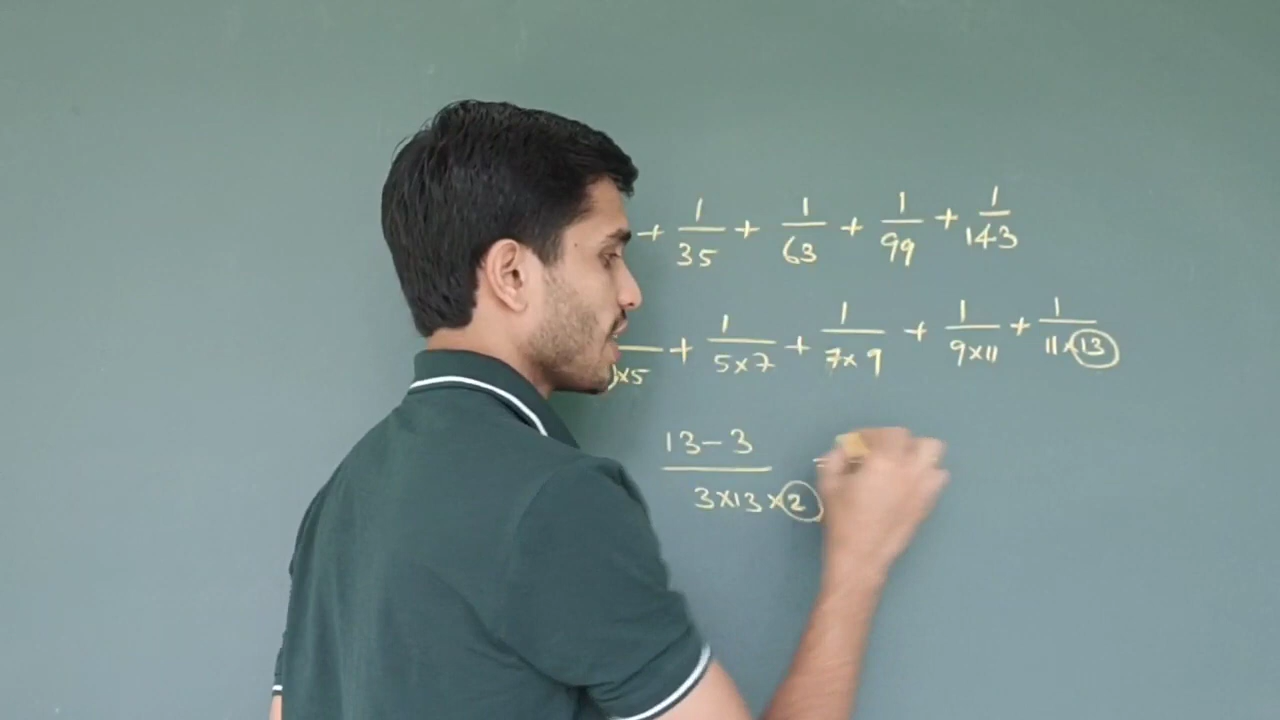 + 1/35 + 1/63 + 1/99 + 1/143
)×5 + 1/5×7 + 1/7×9 + 1/9×11 + 1/11×13
13-3/3×13×2 =